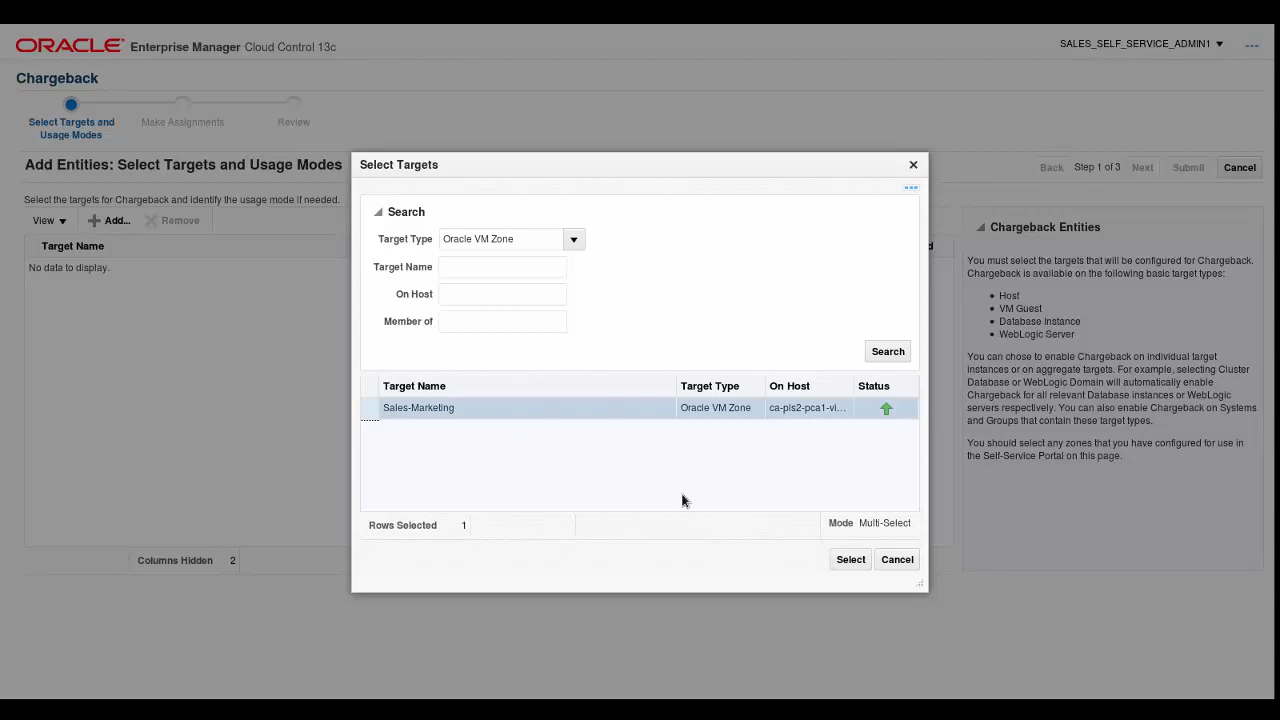 ORACLE Enterprise Manager Cloud Control 13c
SALES_SELF_SERVICE_ADMIN1
Chargeback
Select Targets and
Usage Modes
Make Assignments
Review
Add Entities: Select Targets and Usage Modes
Back Step 1 of 3 Next Submit Cancel
Select the targets for Chargeback and identify the usage mode if needed.
View Add... Remove
Target Name
No data to display.
Columns Hidden 2
Select Targets
Search
Target Type Oracle VM Zone
Target Name
On Host
Member of
Search
Target Name Target Type On Host Status
Sales-Marketing Oracle VM Zone ca-pls2-pca1-vi...
Rows Selected 1
Mode Multi-Select
Select Cancel
Chargeback Entities
You must select the targets that will be configured for Chargeback.
Chargeback is available on the following basic target types:
Host
VM Guest
Database Instance
WebLogic Server
You can chose to enable Chargeback on individual target
instances or on aggregate targets. For example, selecting Cluster
Database or WebLogic Domain will automatically enable
Chargeback for all relevant Database instances or WebLogic
servers respectively. You can also enable Chargeback on Systems
and Groups that contain these target types.
You should select any zones that you have configured for use in
the Self-Service Portal on this page.